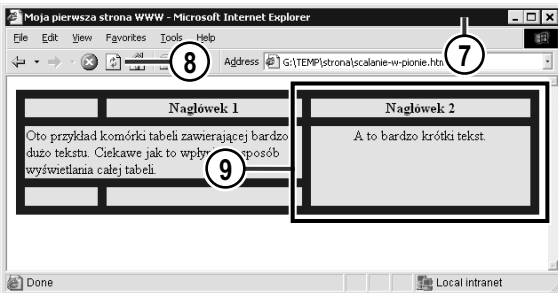 Moja pierwsza strona WWW - Microsoft Internet Explorer
File Edit View Favorites Tools Help
7
8
Address G:\TEMP\strona\scalanie-w-pionie.htm
Nagłówek 1
Nagłówek 2
Oto przykład komórki tabeli zawierającej bardzo
dużo tekstu. Ciekawe jak to sposób
wyświetlania całej tabeli.
A to bardzo krótki tekst.
9
Done
Local intranet